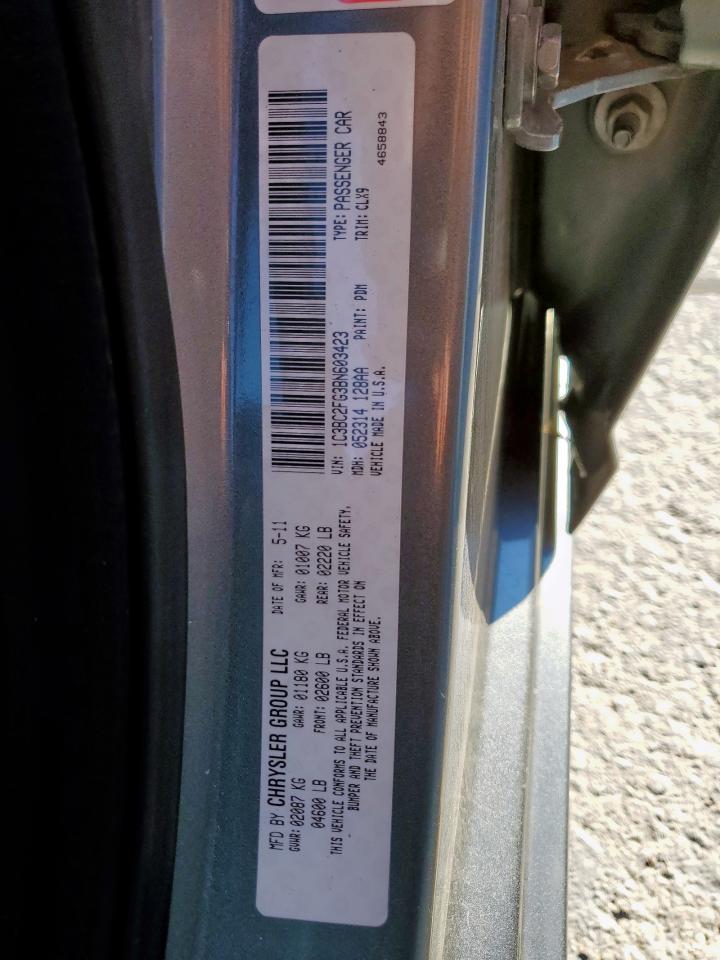 MFD BY CHRYSLER GROUP LLC DATE OF MFR: 5-11
GVWR: 02087 KG GAWR: 01180 KG GAWR: 01007 KG
04600 LB FRONT: 02600 LB REAR: 02220 LB
THIS VEHICLE CONFORMS TO ALL APPLICABLE U.S.A. FEDERAL MOTOR VEHICLE SAFETY,
BUMPER AND THEFT PREVENTION STANDARDS IN EFFECT ON
THE DATE OF MANUFACTURE SHOWN ABOVE.
VIN: 1C3BC2FG3BN603423 TYPE: PASSENGER CAR
MDH: 052314 128AA PAINT: PDM TRIM: CLX9
VEHICLE MADE IN U.S.A. 4658843